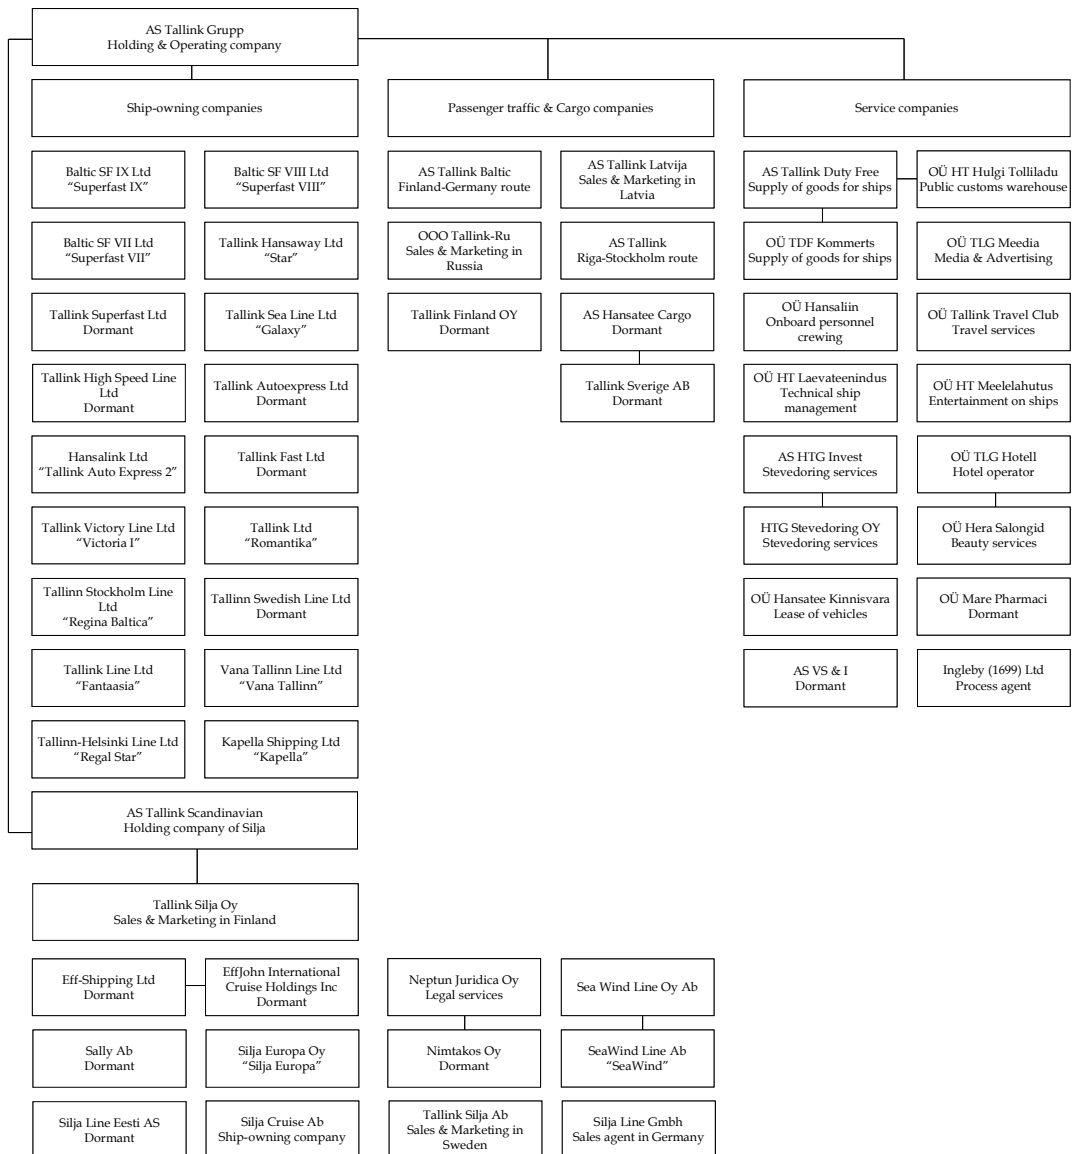 AS Tallink Grupp
Holding & Operating company
Ship-owning companies
Passenger traffic & Cargo companies
Service companies
Baltic SF IX Ltd
“Superfast IX”
Baltic SF VIII Ltd
“Superfast VIII”
AS Tallink Baltic
Finland-Germany route
AS Tallink Latvija
Sales & Marketing in
Latvia
AS Tallink Duty Free
Supply of goods for ships
OÜ HT Hulgi Tolliladu
Public customs warehouse
Baltic SF VII Ltd
“Superfast VII”
Tallink Hansaway Ltd
“Star”
OOO Tallink-Ru
Sales & Marketing in
Russia
AS Tallink
Riga-Stockholm route
OÜ TDF Kommerts
Supply of goods for ships
OÜ TLG Meedia
Media & Advertising
Tallink Superfast Ltd
Dormant
Tallink Sea Line Ltd
“Galaxy”
Tallink Finland OY
Dormant
AS Hansatee Cargo
Dormant
OÜ Hansaliin
Onboard personnel
crewing
OÜ Tallink Travel Club
Travel services
Tallink High Speed Line
Ltd
Dormant
Tallink Autoexpress Ltd
Dormant
Tallink Sverige AB
Dormant
OÜ HT Laevateenindus
Technical ship
management
OÜ HT Meelelahutus
Entertainment on ships
Hansalink Ltd
“Tallink Auto Express 2”
Tallink Fast Ltd
Dormant
AS HTG Invest
Stevedoring services
OÜ TLG Hotell
Hotel operator
Tallink Victory Line Ltd
“Victoria I”
Tallink Ltd
“Romantika”
HTG Stevedoring OY
Stevedoring services
OÜ Hera Salongid
Beauty services
Tallinn Stockholm Line
Ltd
“Regina Baltica”
Tallinn Swedish Line Ltd
Dormant
OÜ Hansatee Kinnisvara
Lease of vehicles
OÜ Mare Pharmaci
Dormant
Tallink Line Ltd
“Fantaasia”
Vana Tallinn Line Ltd
“Vana Tallinn”
AS VS & I
Dormant
Ingleby (1699) Ltd
Process agent
Tallinn-Helsinki Line Ltd
“Regal Star”
Kapella Shipping Ltd
“Kapella”
AS Tallink Scandinavian
Holding company of Silja
Tallink Silja Oy
Sales & Marketing in Finland
Eff-Shipping Ltd
Dormant
EffJohn International
Cruise Holdings Inc
Dormant
Neptun Juridica Oy
Legal services
Sea Wind Line Oy Ab
Sally Ab
Dormant
Silja Europa Oy
“Silja Europa”
Nimtakos Oy
Dormant
SeaWind Line Ab
“SeaWind”
Silja Line Eesti AS
Dormant
Silja Cruise Ab
Ship-owning company
Tallink Silja Ab
Sales & Marketing in
Sweden
Silja Line Gmbh
Sales agent in Germany